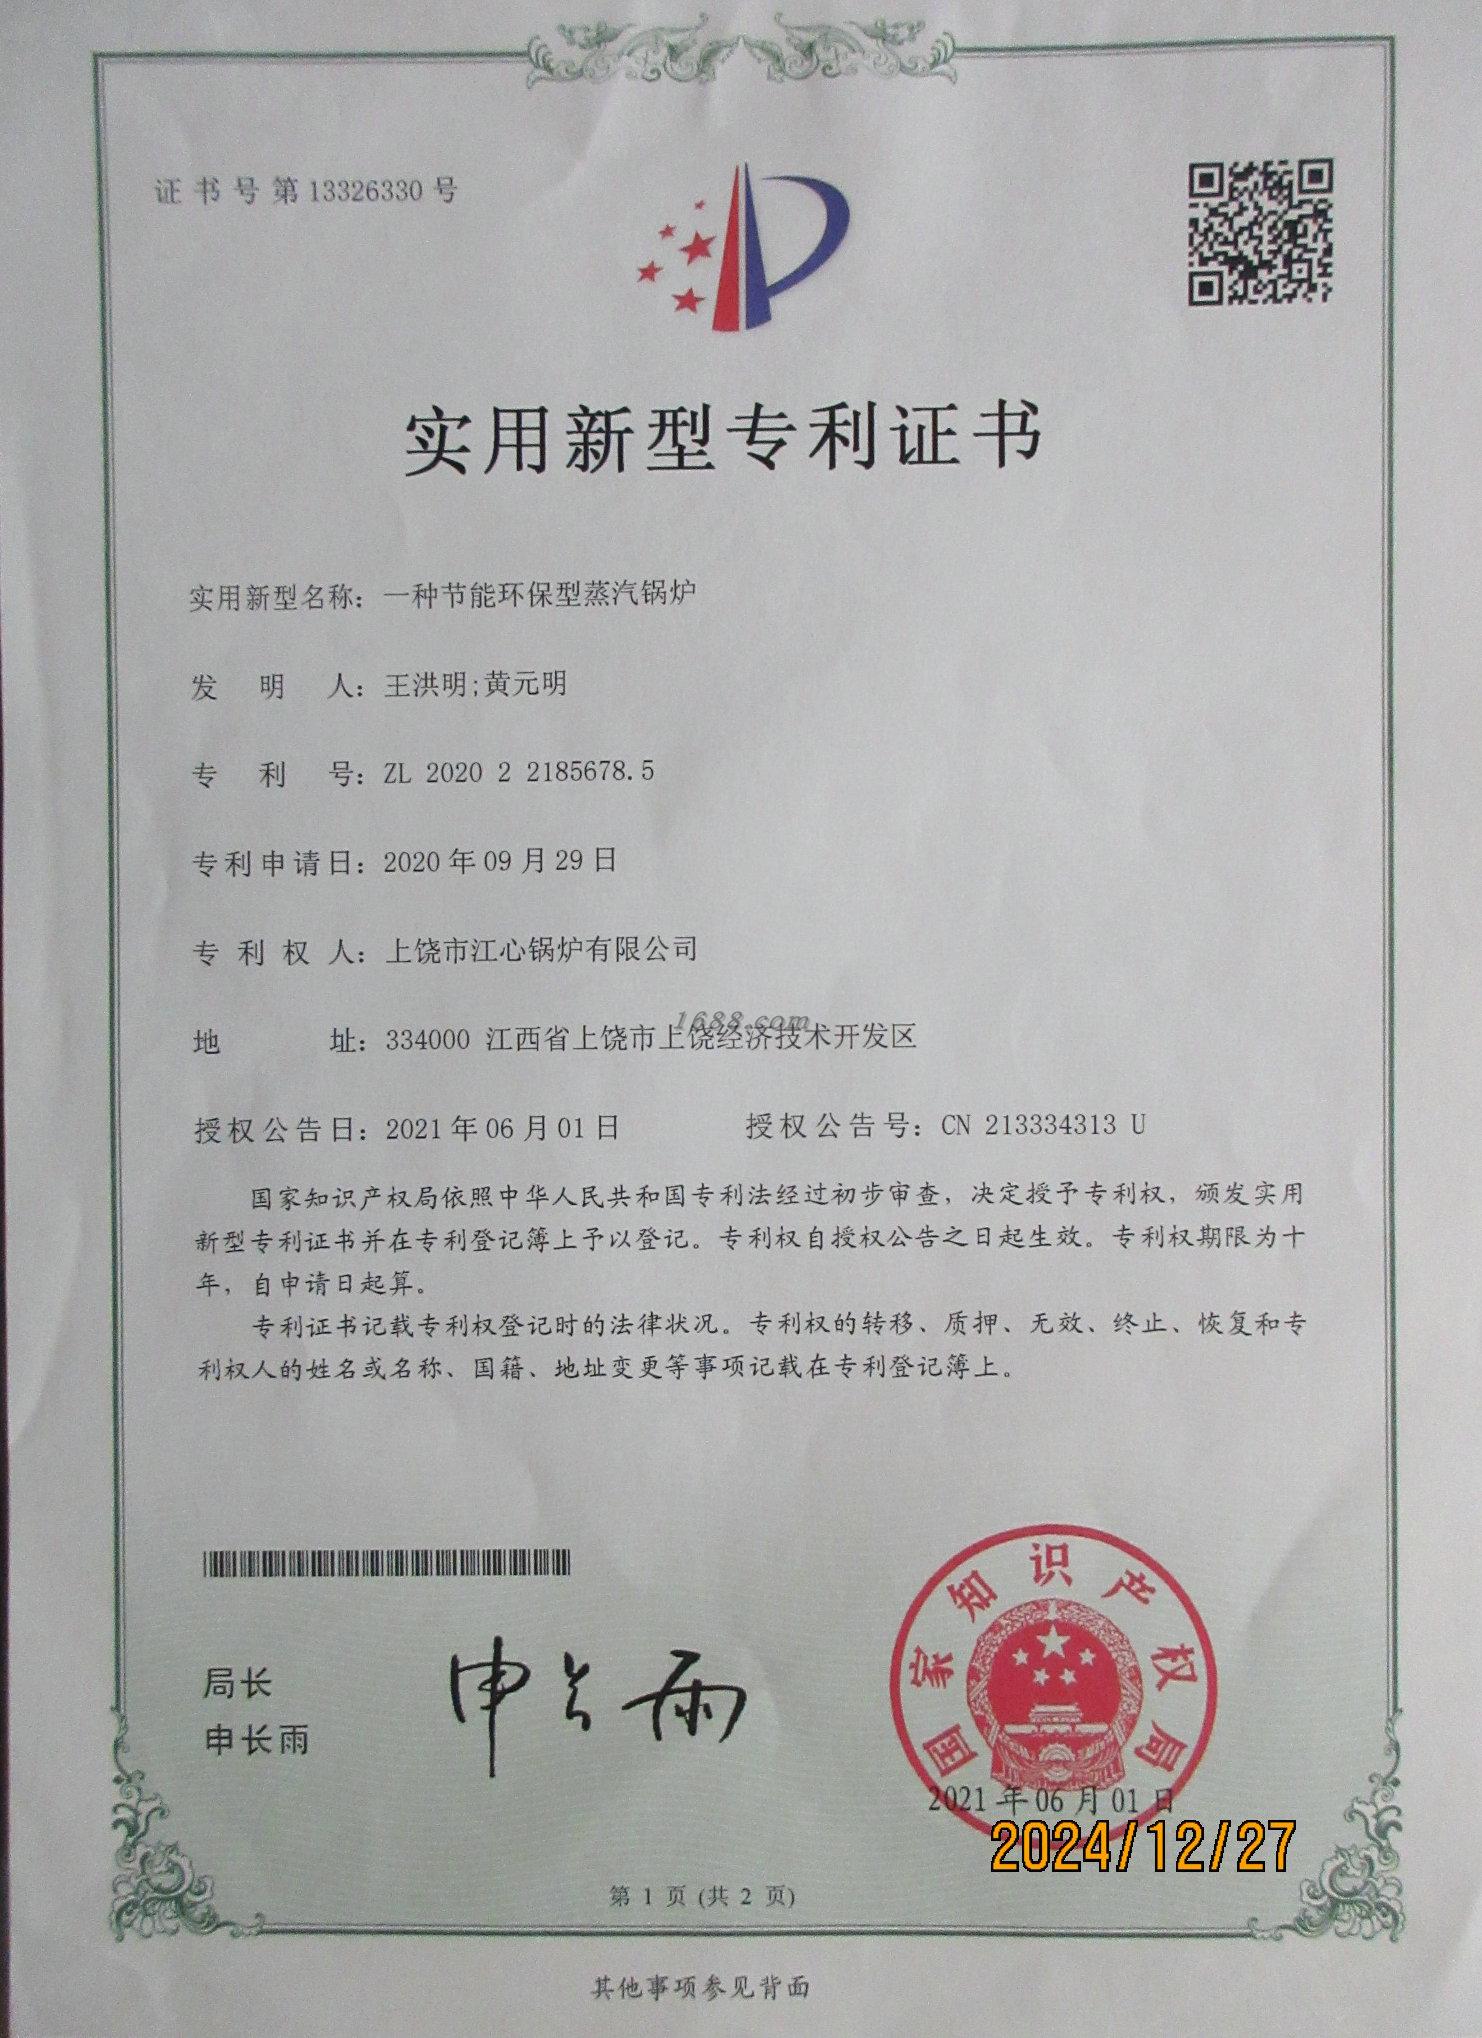 证书号第13326330号
实用新型专利证书
实用新型名称：一种节能环保型蒸汽锅炉
发明人：王洪明;黄元明
专利号：ZL 2020 2 2185678.5
专利申请日：2020年09月29日
专利权人：上饶市江心锅炉有限公司
1688.com
地址：334000 江西省上饶市上饶经济技术开发区
授权公告日：2021年06月01日 授权公告号：CN 213334313 U
国家知识产权局依照中华人民共和国专利法经过初步审查，决定授予专利权，颁发实用
新型专利证书并在专利登记簿上予以登记。专利权自授权公告之日起生效。专利权期限为十
年，自申请日起算。
专利证书记载专利权登记时的法律状况。专利权的转移、质押、无效、终止、恢复和专
利权人的姓名或名称、国籍、地址变更等事项记载在专利登记簿上。
国家知识产权局
局长
申长雨
申长雨
2021年06月01日
2024/12/27
第 1 页 (共 2 页)
其他事项参见背面